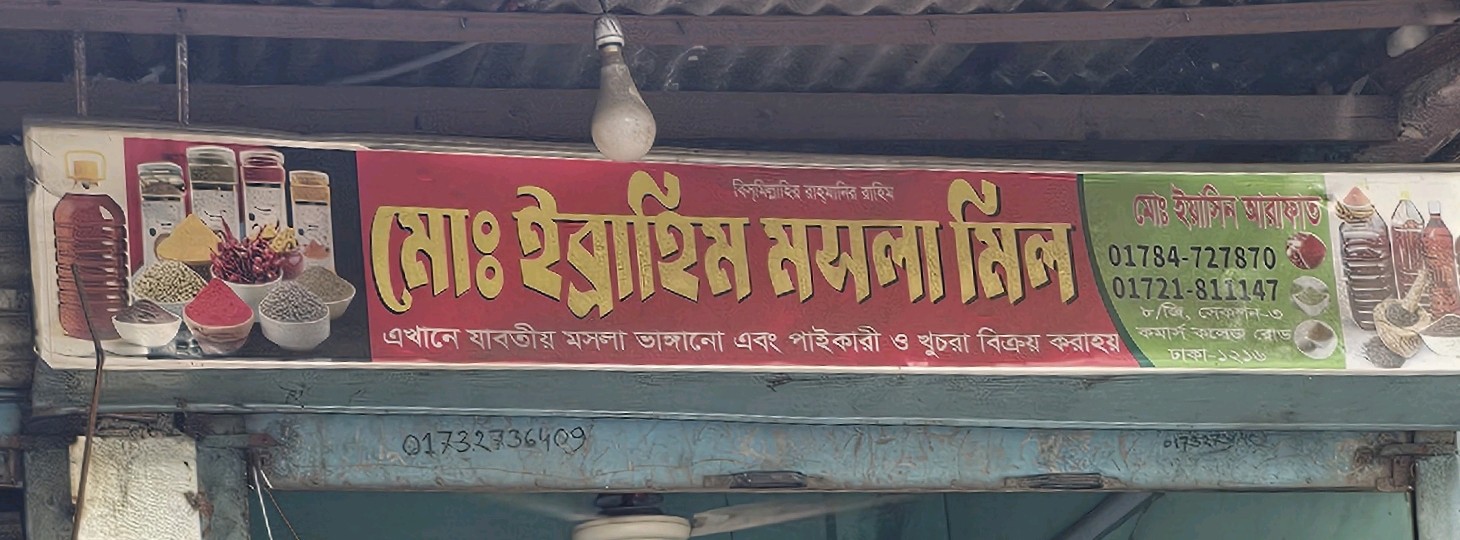 বিসমিল্লাহির রাহমানির রাহিম
মোঃ ইব্রাহিম মসলা মিল
এখানে যাবতীয় মসলা ভাঙ্গানো এবং পাইকারী ও খুচরা বিক্রয় করাহয়
মোঃ ইয়াসিন আরাফাত
01784-727870
01721-811147
৮/জি, সেকশন-৩
কমার্স কলেজ রোড
ঢাকা-১২১৬
01732736409